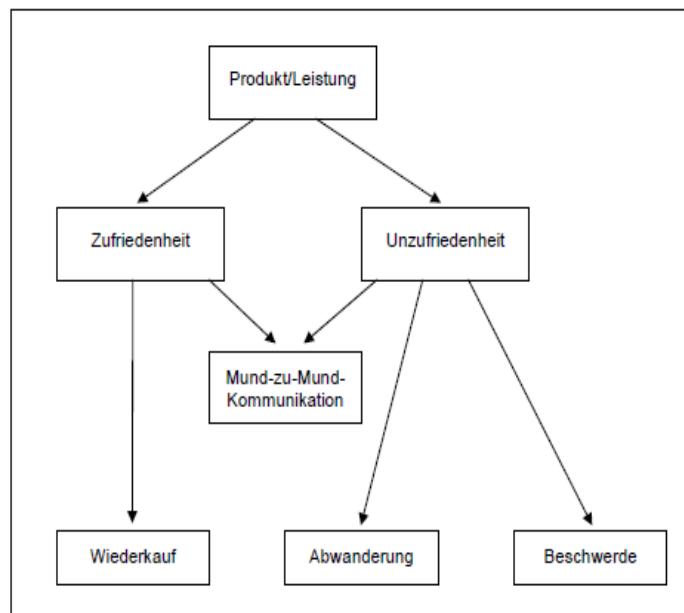 Produkt/Leistung
Zufriedenheit
Unzufriedenheit
Mund-zu-Mund-
Kommunikation
Wiederkauf
Abwanderung
Beschwerde